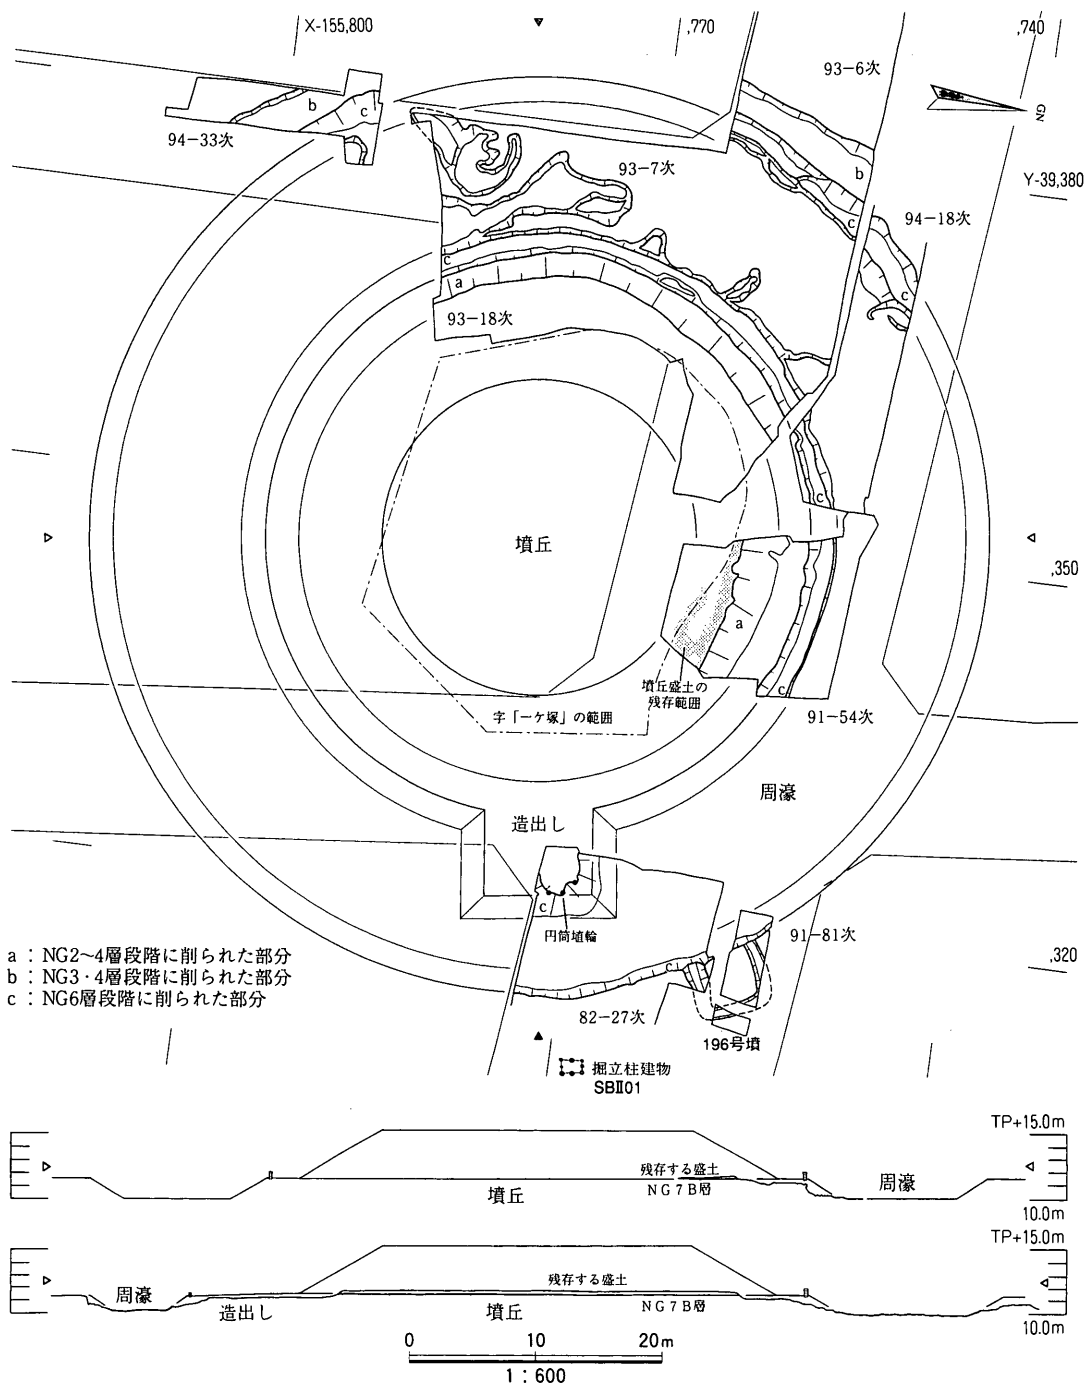 X-155,800
,770
,740
93-6次
GN
b
c
94-33次
93-7次
b
Y-39,380
94-18次
c
c
c
a
93-18次
c
墳丘
,350
a
墳丘盛土の
残存範囲
c
字「一ケ塚」の範囲
91-54次
周濠
造出し
c
円筒埴輪
91-81次
,320
a：NG2~4層段階に削られた部分
b：NG3・4層段階に削られた部分
c：NG6層段階に削られた部分
c
82-27次
196号墳
掘立柱建物
SBⅡ01
TP+15.0m
残存する盛土
NG7B層
墳丘
周濠
10.0m
TP+15.0m
残存する盛土
周濠
造出し
墳丘
NG7B層
10.0m
0 10 20m
1：600